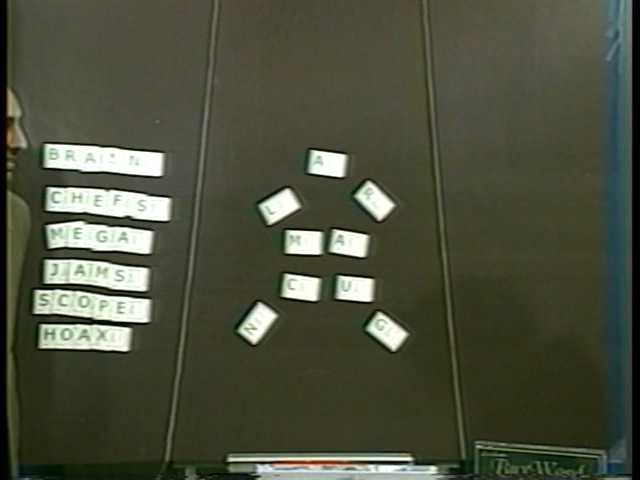 BRAIN
CHEFS
MEGA
JAMS
SCOPE
HOAX
A
L R
M A
C U
N G